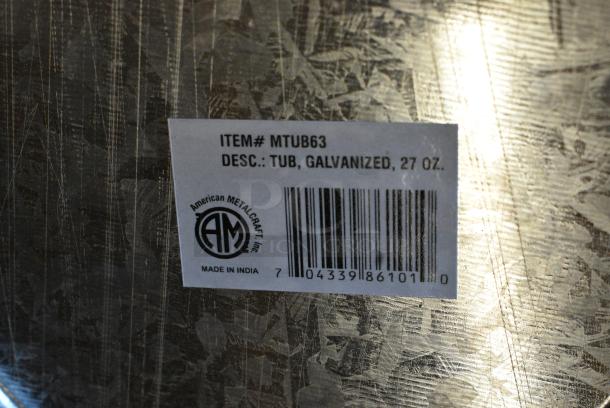 ITEM# MTUB63
DESC.: TUB, GALVANIZED, 27 OZ.
American METALCRAFT, Inc.
AM
MADE IN INDIA
7 04339 86101 0